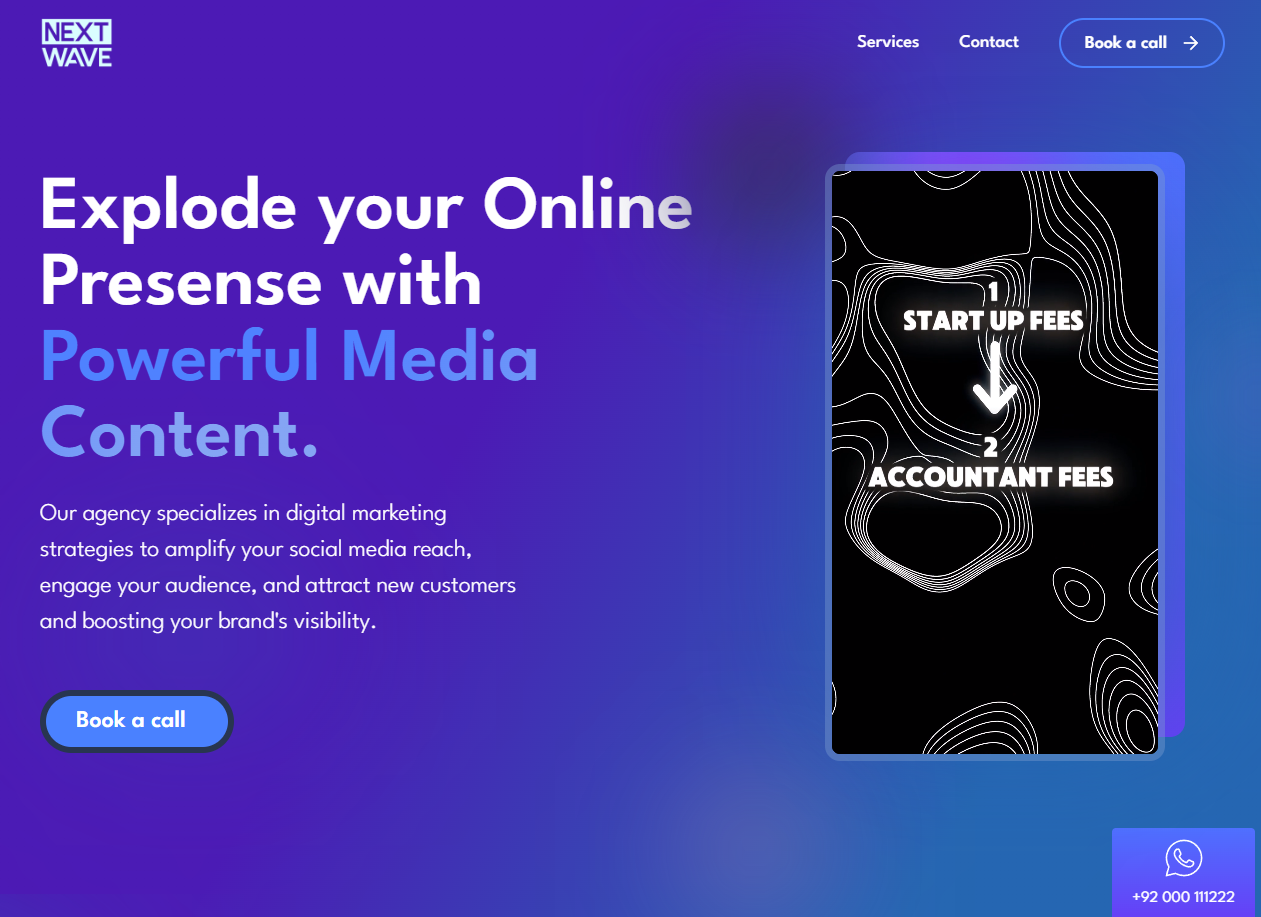 NEXT
WAVE
Services
Contact
Book a call
Explode your Online
Presense with
Powerful Media
Content.
Our agency specializes in digital marketing
strategies to amplify your social media reach,
engage your audience, and attract new customers
and boosting your brand's visibility.
Book a call
1
START UP FEES
2
ACCOUNTANT FEES
+92 000 111222